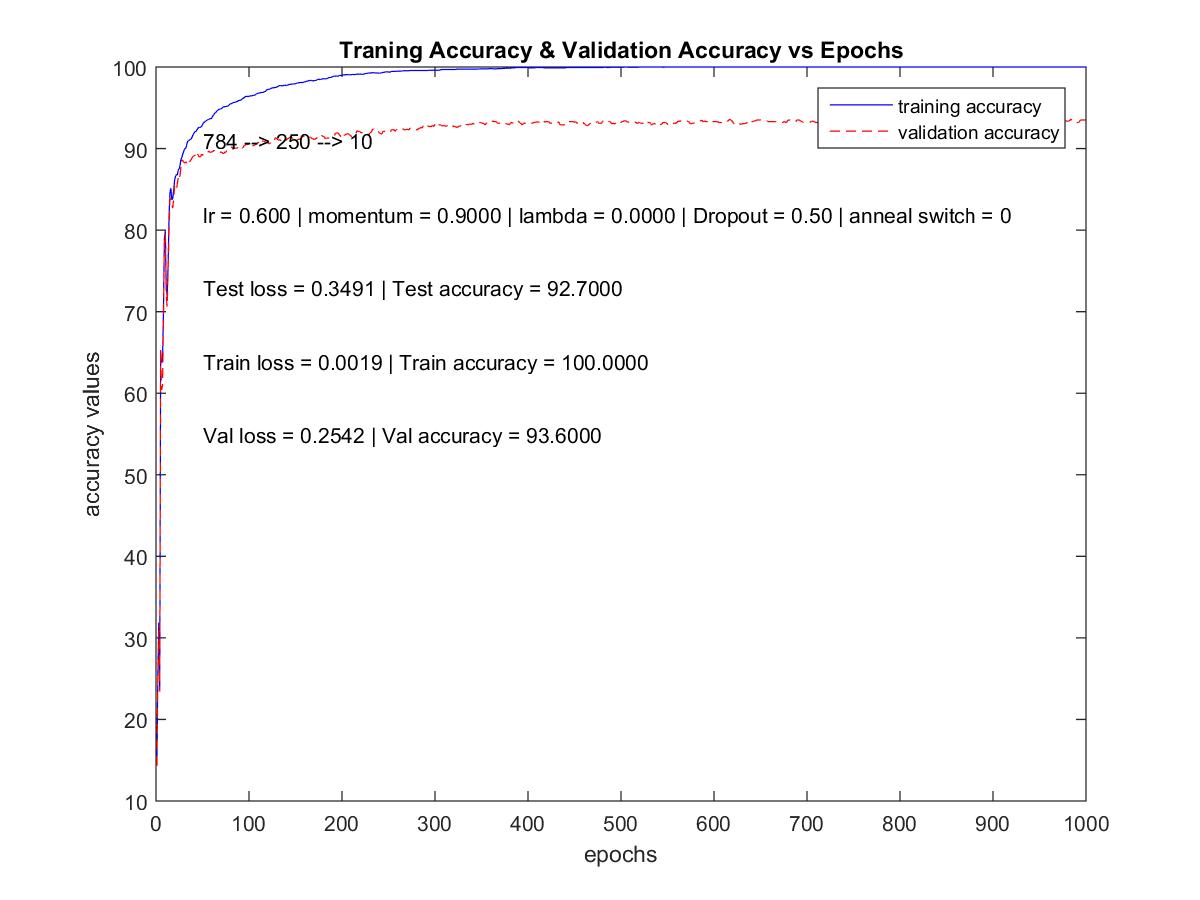 Traning Accuracy & Validation Accuracy vs Epochs
100
90
80
70
60
50
40
30
20
10
accuracy values
training accuracy
validation accuracy
784 --> 250 --> 10
lr = 0.600 | momentum = 0.9000 | lambda = 0.0000 | Dropout = 0.50 | anneal switch = 0
Test loss = 0.3491 | Test accuracy = 92.7000
Train loss = 0.0019 | Train accuracy = 100.0000
Val loss = 0.2542 | Val accuracy = 93.6000
0 100 200 300 400 500 600 700 800 900 1000
epochs